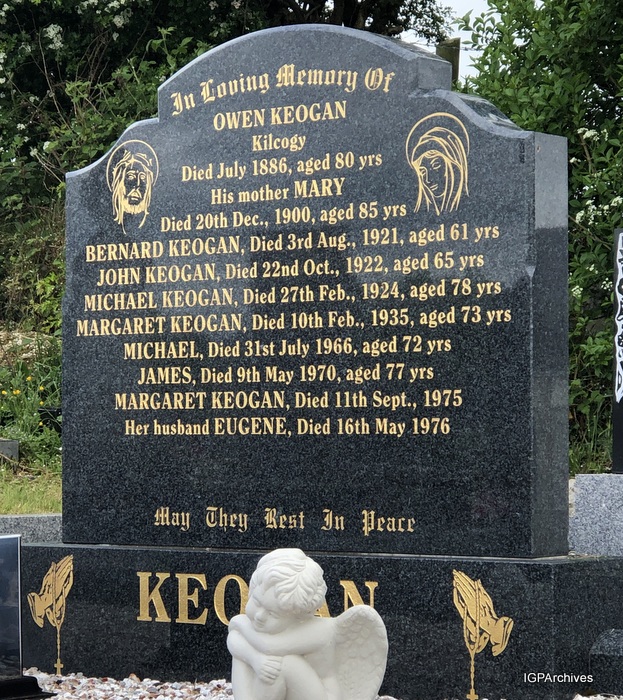 In Loving Memory Of
OWEN KEOGAN
Kilcogy
Died July 1886, aged 80 yrs
His mother MARY
Died 20th Dec., 1900, aged 85 yrs
BERNARD KEOGAN, Died 3rd Aug., 1921, aged 61 yrs
JOHN KEOGAN, Died 22nd Oct., 1922, aged 65 yrs
MICHAEL KEOGAN, Died 27th Feb., 1924, aged 78 yrs
MARGARET KEOGAN, Died 10th Feb., 1935, aged 73 yrs
MICHAEL, Died 31st July 1966, aged 72 yrs
JAMES, Died 9th May 1970, aged 77 yrs
MARGARET KEOGAN, Died 11th Sept., 1975
Her husband EUGENE, Died 16th May 1976
May They Rest In Peace
KEOGAN
IGPArchives